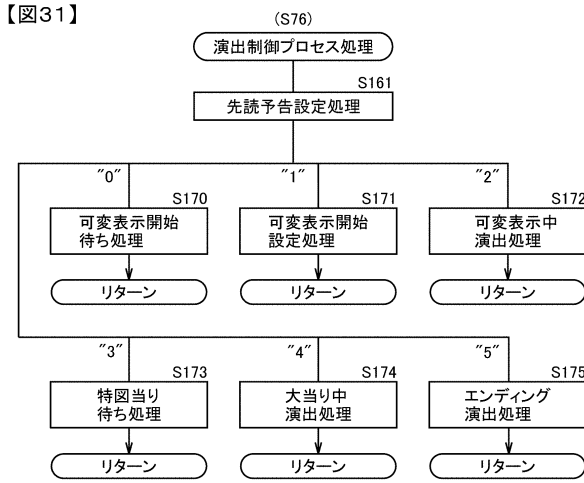 【図31】
(S76)
演出制御プロセス処理
S161
先読予告設定処理
"0"
"1"
"2"
S170
S171
S172
可変表示開始
待ち処理
可変表示開始
設定処理
可変表示中
演出処理
リターン
リターン
リターン
"3"
"4"
"5"
S173
S174
S175
特図当り
待ち処理
大当り中
演出処理
エンディング
演出処理
リターン
リターン
リターン